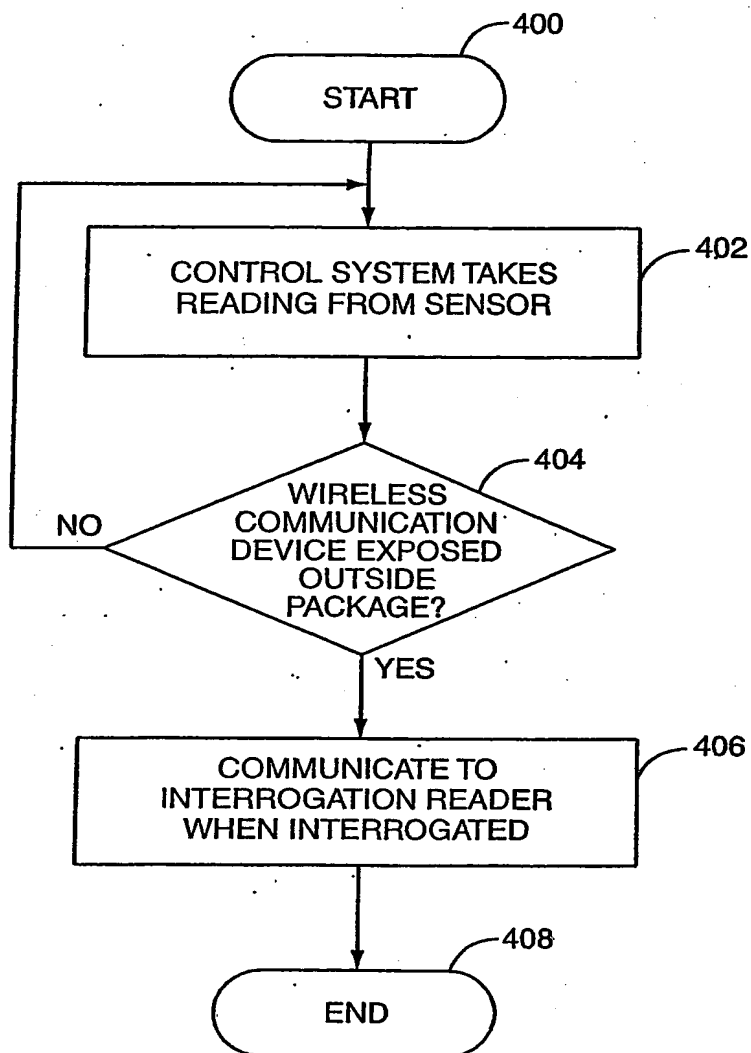 400
START
402
CONTROL SYSTEM TAKES
READING FROM SENSOR
404
WIRELESS
COMMUNICATION
DEVICE EXPOSED
OUTSIDE
PACKAGE?
NO
YES
406
COMMUNICATE TO
INTERROGATION READER
WHEN INTERROGATED
408
END